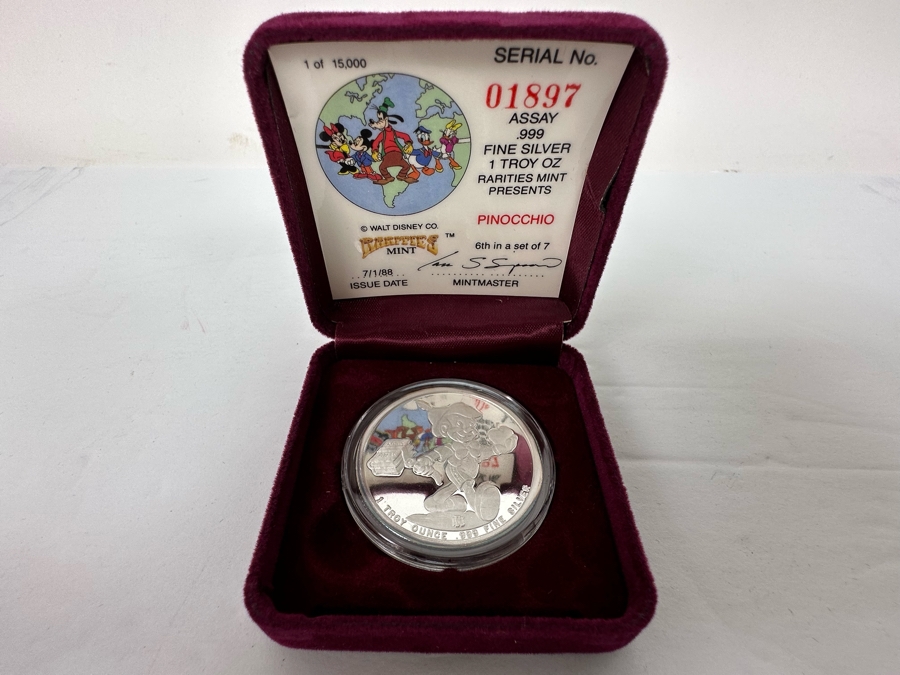 1 of 15,000
SERIAL No.
01897
ASSAY
.999
FINE SILVER
1 TROY OZ
RARITIES MINT
PRESENTS
PINOCCHIO
6th in a set of 7
© WALT DISNEY CO.
RARITIES ™
MINT
7/1/88
ISSUE DATE
MINTMASTER
1 TROY OUNCE .999 FINE SILVER